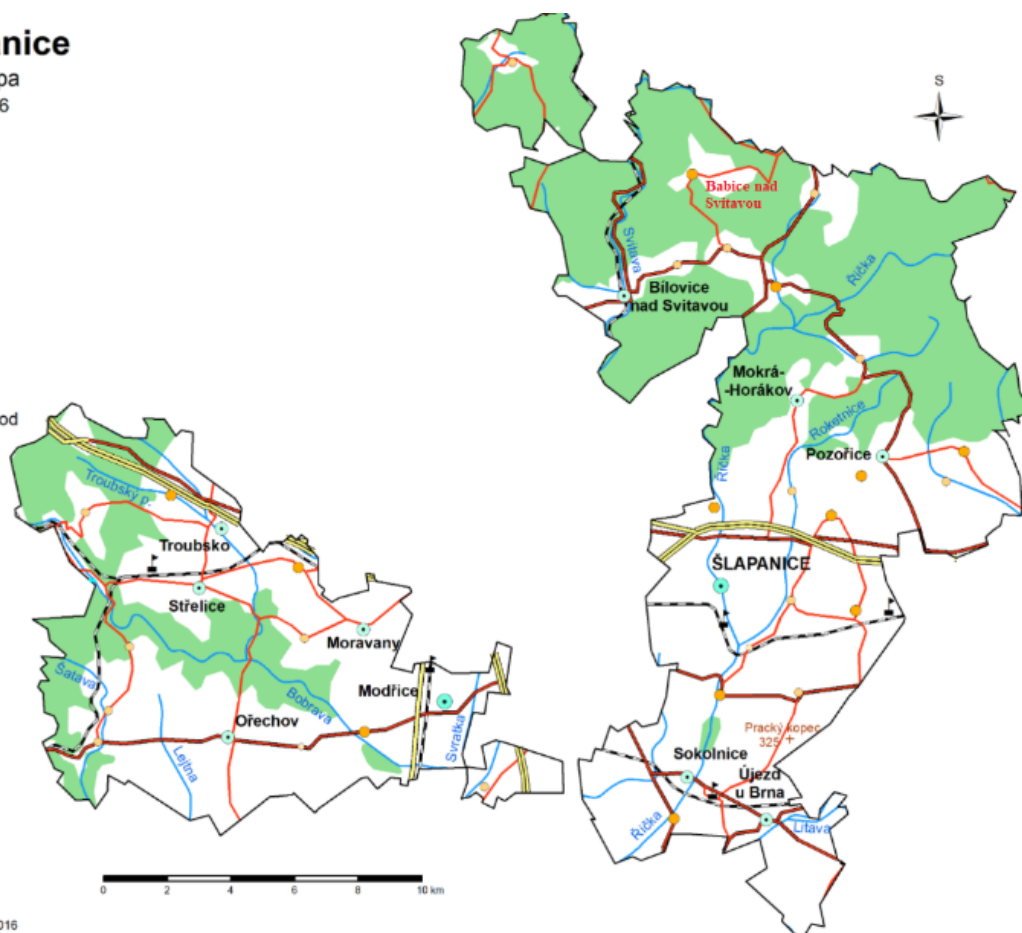 anice
pa
6
S
Babice nad
Svitavou
Svitava
Říčka
Bílovice
nad Svitavou
Mokrá-
-Horákov
Roketnice
od
Pozořice
Říčka
Troubský p.
Troubsko
ŠLAPANICE
Střelice
Moravany
Šatava
Modřice
Bobrava
Ořechov
Svratka
Lejtna
Pracký kopec
325
Sokolnice
Újezd
u Brna
Říčka
Litava
0 2 4 6 8 10 km
016